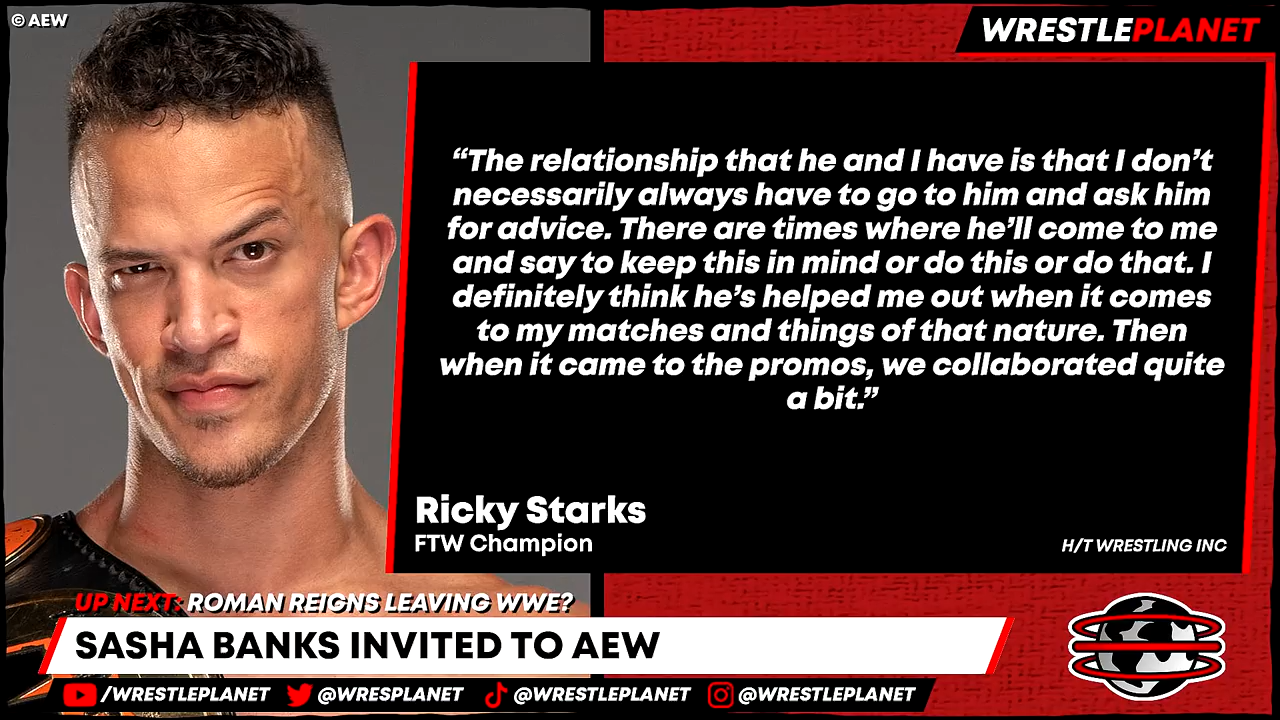 © AEW
WRESTLEPLANET
“The relationship that he and I have is that I don’t
necessarily always have to go to him and ask him
for advice. There are times where he’ll come to me
and say to keep this in mind or do this or do that. I
definitely think he’s helped me out when it comes
to my matches and things of that nature. Then
when it came to the promos, we collaborated quite
a bit.”
Ricky Starks
FTW Champion
H/T WRESTLING INC
UP NEXT: ROMAN REIGNS LEAVING WWE?
SASHA BANKS INVITED TO AEW
/WRESTLEPLANET @WRESPLANET @WRESTLEPLANET @WRESTLEPLANET